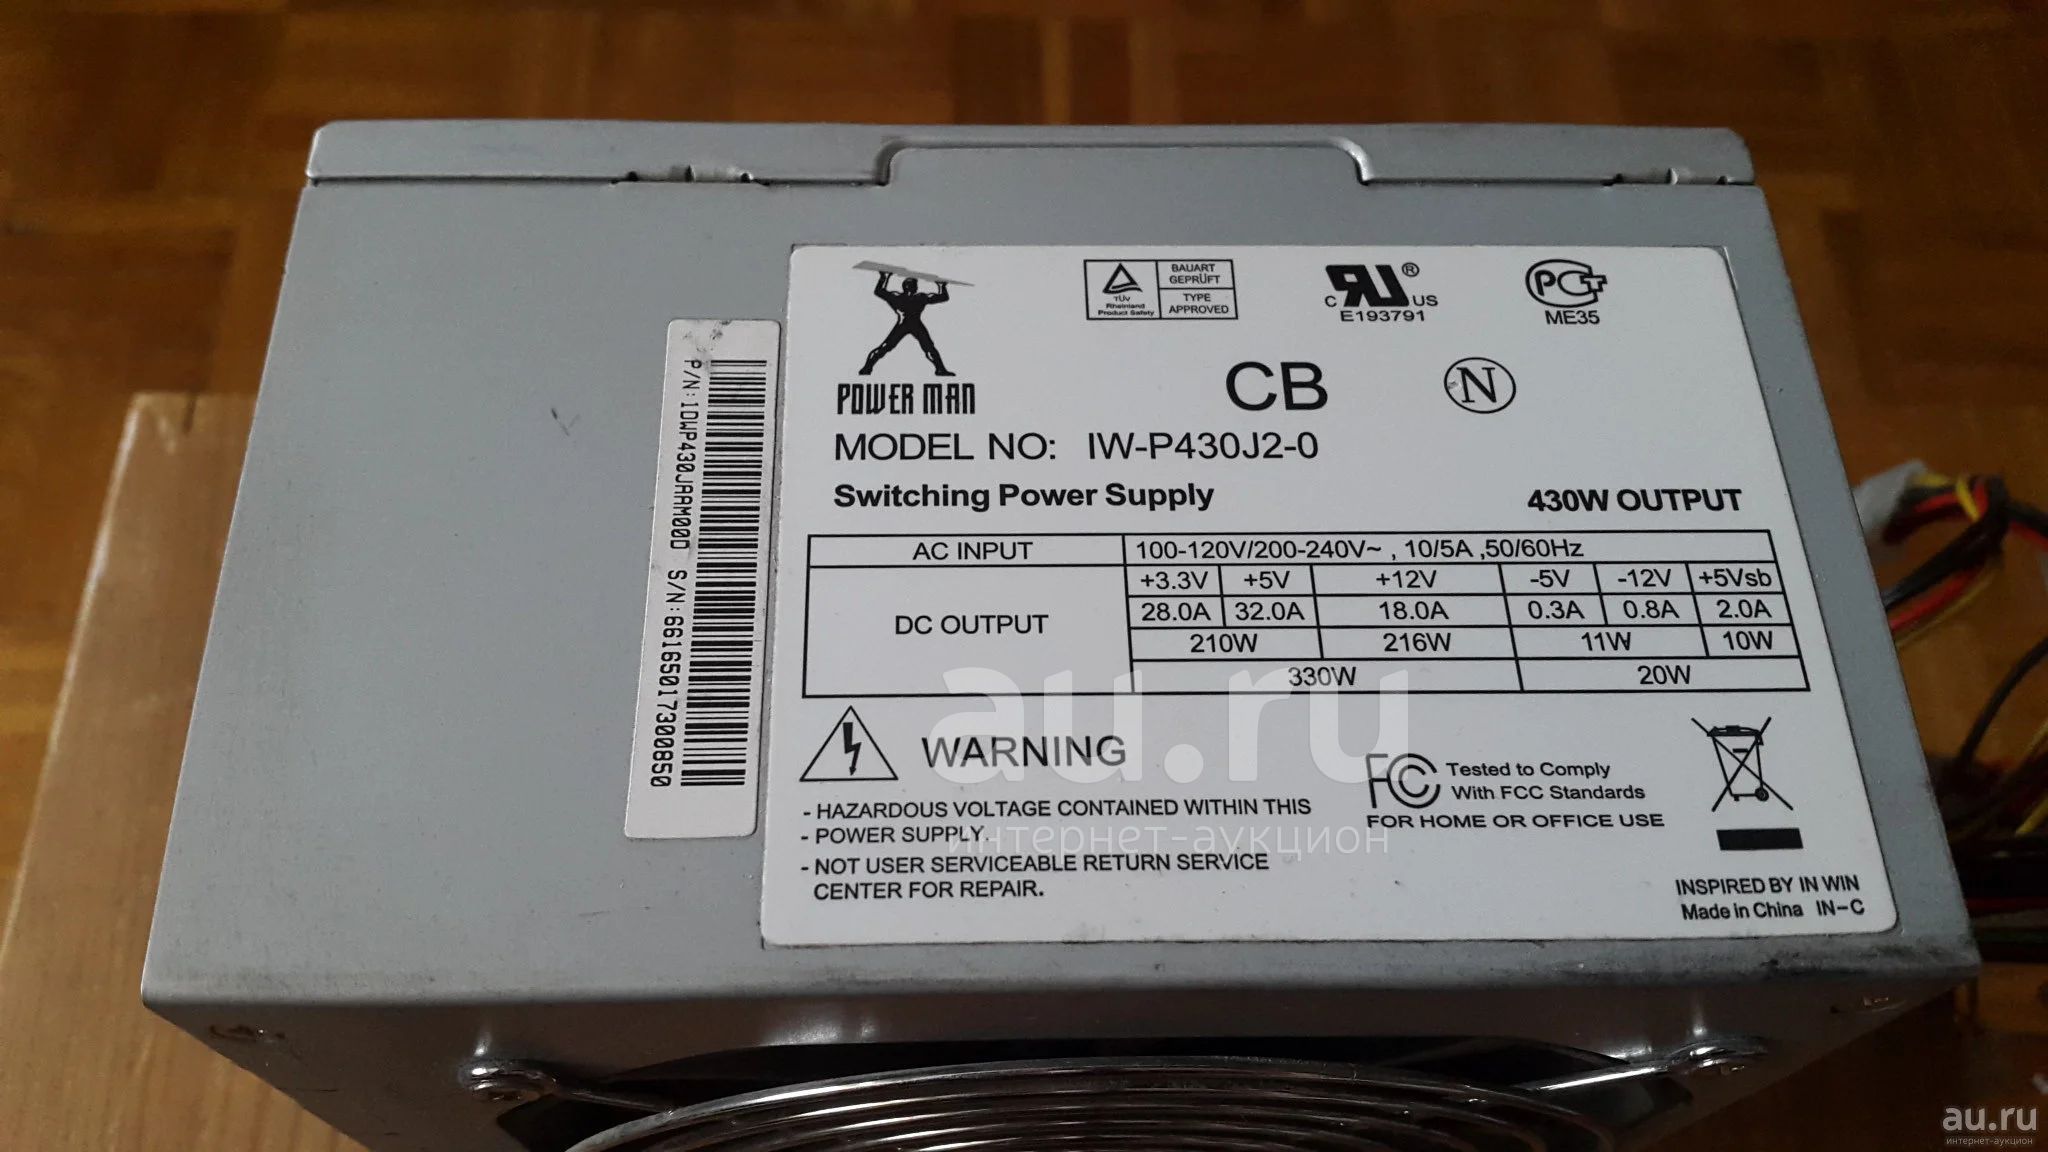 P/N:1DWP430JAAM00D S/N:66165017300850
POWER MAN
TÜV
Rheinland
Product Safety
BAUART
GEPRÜFT
TYPE
APPROVED
C US ®
E193791
PCT
ME35
CB
N
MODEL NO: IW-P430J2-0
Switching Power Supply
430W OUTPUT
AC INPUT 100-120V/200-240V~ , 10/5A ,50/60Hz
DC OUTPUT
+3.3V +5V +12V -5V -12V +5Vsb
28.0A 32.0A 18.0A 0.3A 0.8A 2.0A
210W 216W 11W 10W
330W 20W
WARNING
- HAZARDOUS VOLTAGE CONTAINED WITHIN THIS
- POWER SUPPLY.
- NOT USER SERVICEABLE RETURN SERVICE
CENTER FOR REPAIR.
FC Tested to Comply
With FCC Standards
FOR HOME OR OFFICE USE
INSPIRED BY IN WIN
Made in China IN-C
au.ru
интернет-аукцион
au.ru
интернет-аукцион